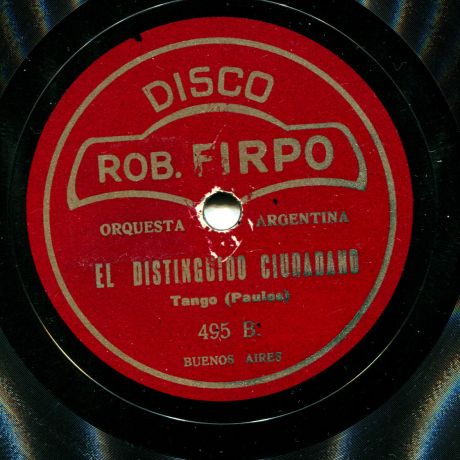 DISCO
ROB. FIRPO
ORQUESTA ARGENTINA
EL DISTINGUIDO CIUDADANO
Tango (Paulos)
495 B.
BUENOS AIRES